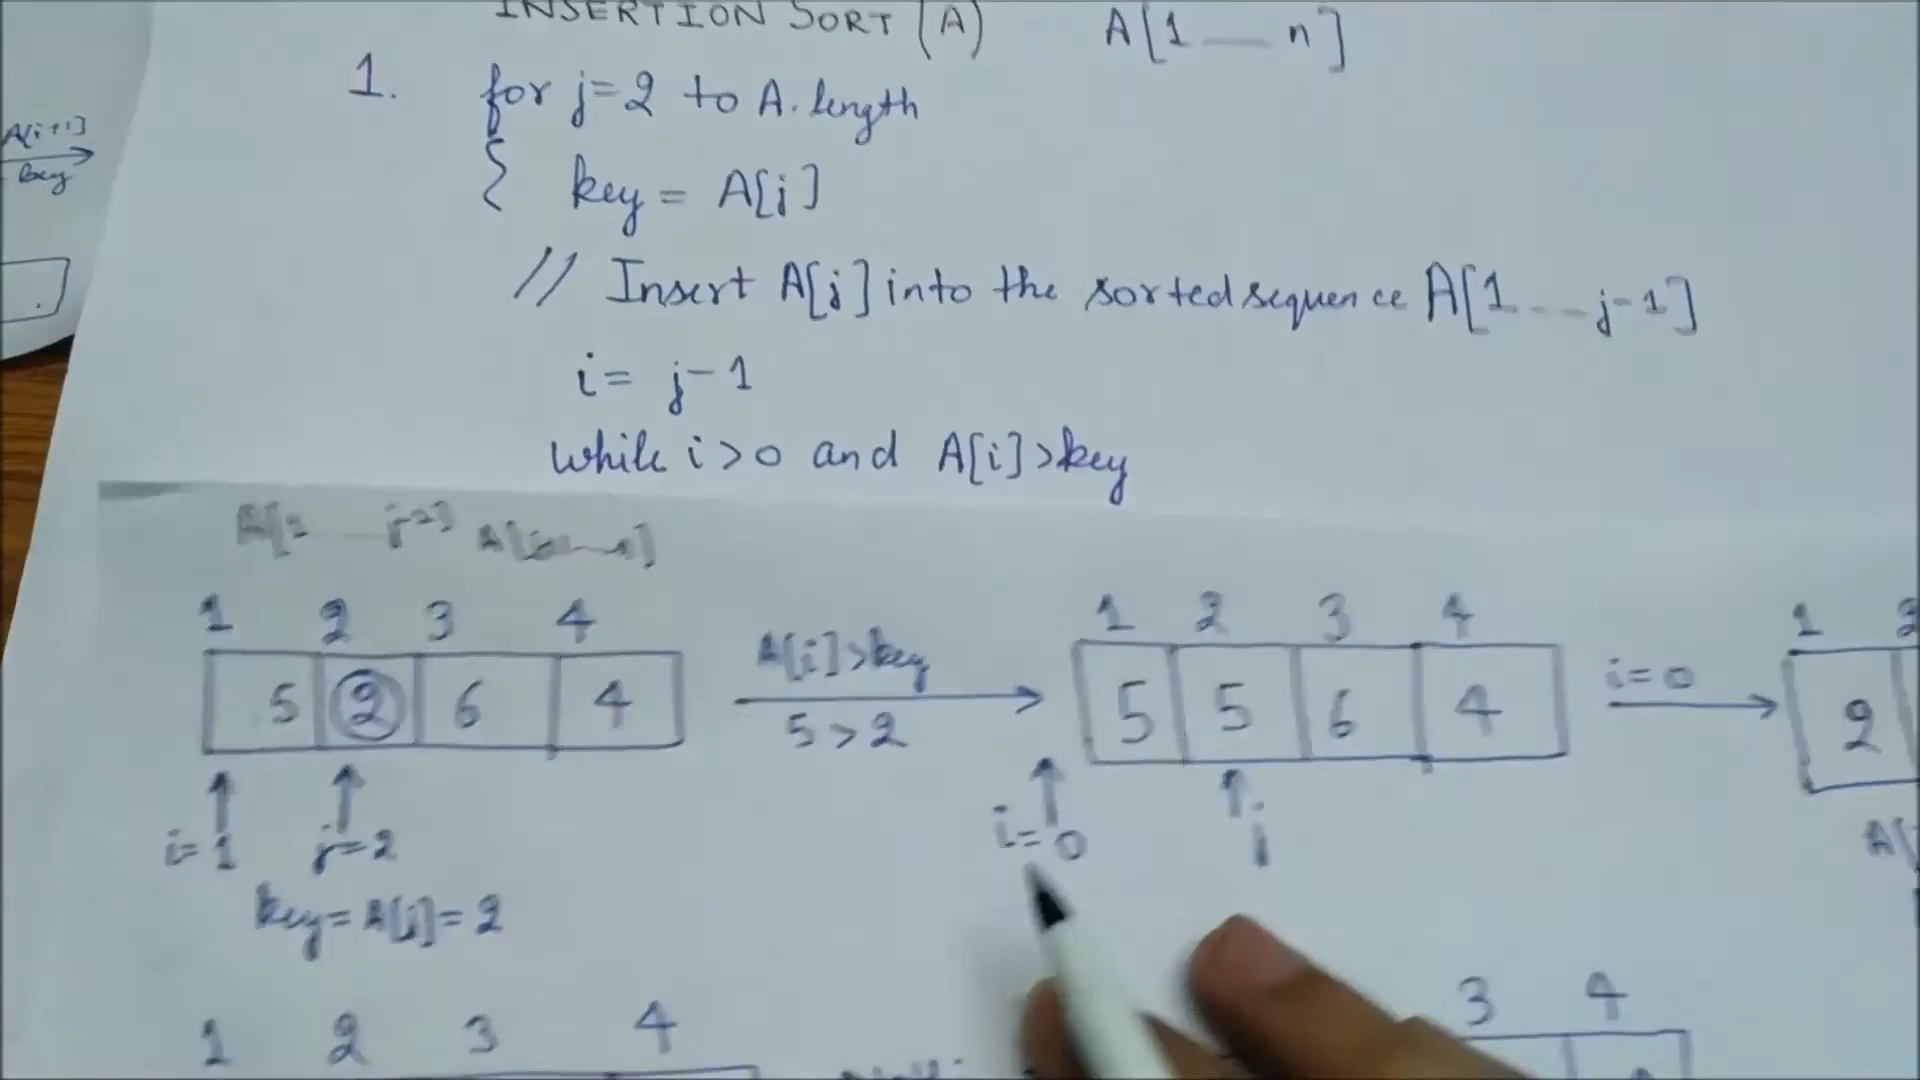 INSERTION SORT (A) A[1 — n]
1. for j=2 to A.length
{ key = A[j]
// Insert A[j] into the sorted sequence A[1 --- j-1]
i = j-1
while i>0 and A[i]>key
A[i+1]
key
1 2 3 4
5 2 6 4
i=1 j=2
key=A[j]=2
A[i]>key
5>2
1 2 3 4
5 5 6 4
i=0 j
i=0
1 2
2
A[
1 2 3 4
3 4